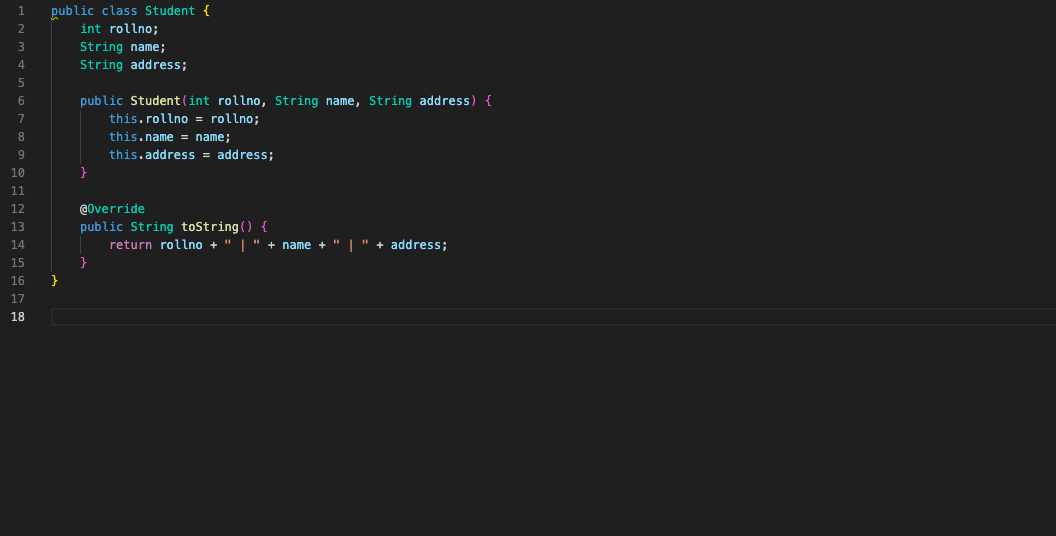 1 public class Student {
2     int rollno;
3     String name;
4     String address;
5
6     public Student(int rollno, String name, String address) {
7         this.rollno = rollno;
8         this.name = name;
9         this.address = address;
10     }
11
12     @Override
13     public String toString() {
14         return rollno + " | " + name + " | " + address;
15     }
16 }
17
18